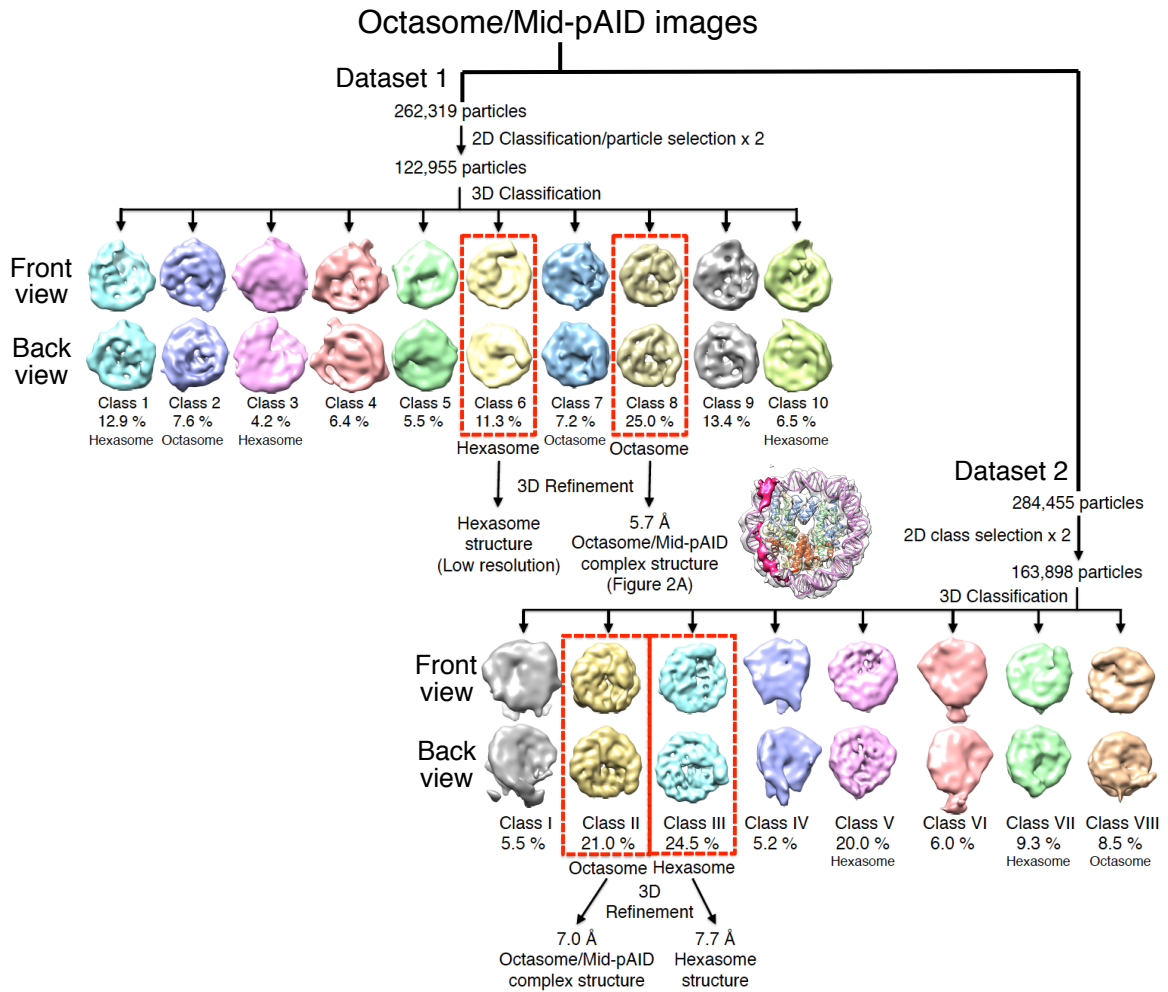 Octasome/Mid-pAID images
Dataset 1
262,319 particles
2D Classification/particle selection x 2
122,955 particles
3D Classification
Front
view
Back
view
Class 1 Class 2 Class 3 Class 4 Class 5 Class 6 Class 7 Class 8 Class 9 Class 10
12.9 % 7.6 % 4.2 % 6.4 % 5.5 % 11.3 % 7.2 % 25.0 % 13.4 % 6.5 %
Hexasome Octasome Hexasome Octasome Hexasome
Hexasome Octasome
3D Refinement
Hexasome
structure
(Low resolution)
5.7 Å
Octasome/Mid-pAID
complex structure
(Figure 2A)
Dataset 2
284,455 particles
2D class selection x 2
163,898 particles
3D Classification
Front
view
Back
view
Class I Class II Class III Class IV Class V Class VI Class VII Class VIII
5.5 % 21.0 % 24.5 % 5.2 % 20.0 % 6.0 % 9.3 % 8.5 %
Hexasome Hexasome Octasome
Octasome Hexasome
3D
Refinement
7.0 Å
Octasome/Mid-pAID
complex structure
7.7 Å
Hexasome
structure